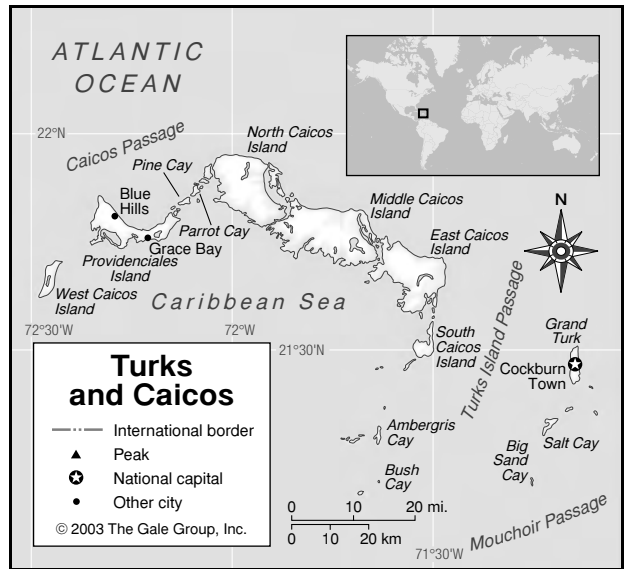 ATLANTIC
OCEAN
22°N
Caicos Passage
North Caicos
Island
Pine Cay
Blue
Hills
Parrot Cay
Grace Bay
Providenciales
Island
West Caicos
Island
Middle Caicos
Island
East Caicos
Island
N
Caribbean Sea
72°30'W
72°W
Turks Island Passage
Grand
Turk
South
Caicos
Island
21°30'N
Cockburn
Town
Turks
and Caicos
International border
Peak
National capital
Other city
© 2003 The Gale Group, Inc.
Ambergris
Cay
Salt Cay
Big
Sand
Cay
Bush
Cay
0 10 20 mi.
0 10 20 km
Mouchoir Passage
71°30'W